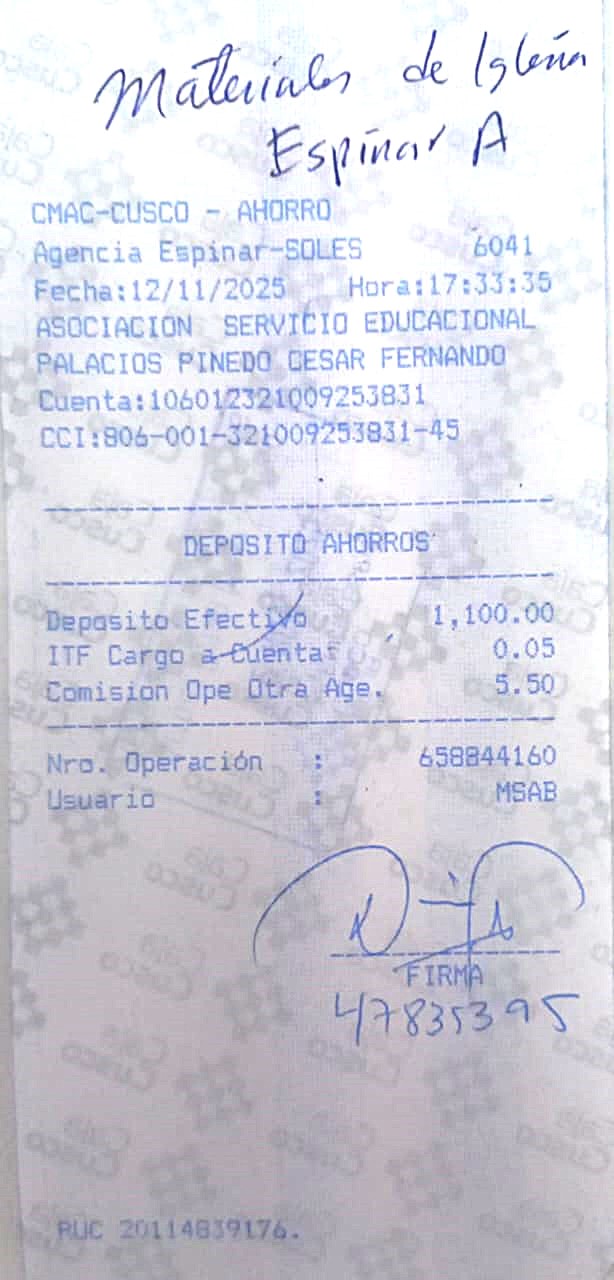 Materiales de Iglesia
Espinar A
CMAC-CUSCO - AHORRO
Agencia Espinar-SOLES 6041
Fecha:12/11/2025 Hora:17:33:35
ASOCIACION SERVICIO EDUCACIONAL
PALACIOS PINEDO CESAR FERNANDO
Cuenta:106012321009253831
CCI:806-001-321009253831-45
DEPOSITO AHORROS
Deposito Efectivo 1,100.00
ITF Cargo a Cuenta 0.05
Comision Ope Otra Age. 5.50
Nro. Operación : 658844160
Usuario : MSAB
FIRMA
47835395
RUC 20114839176.